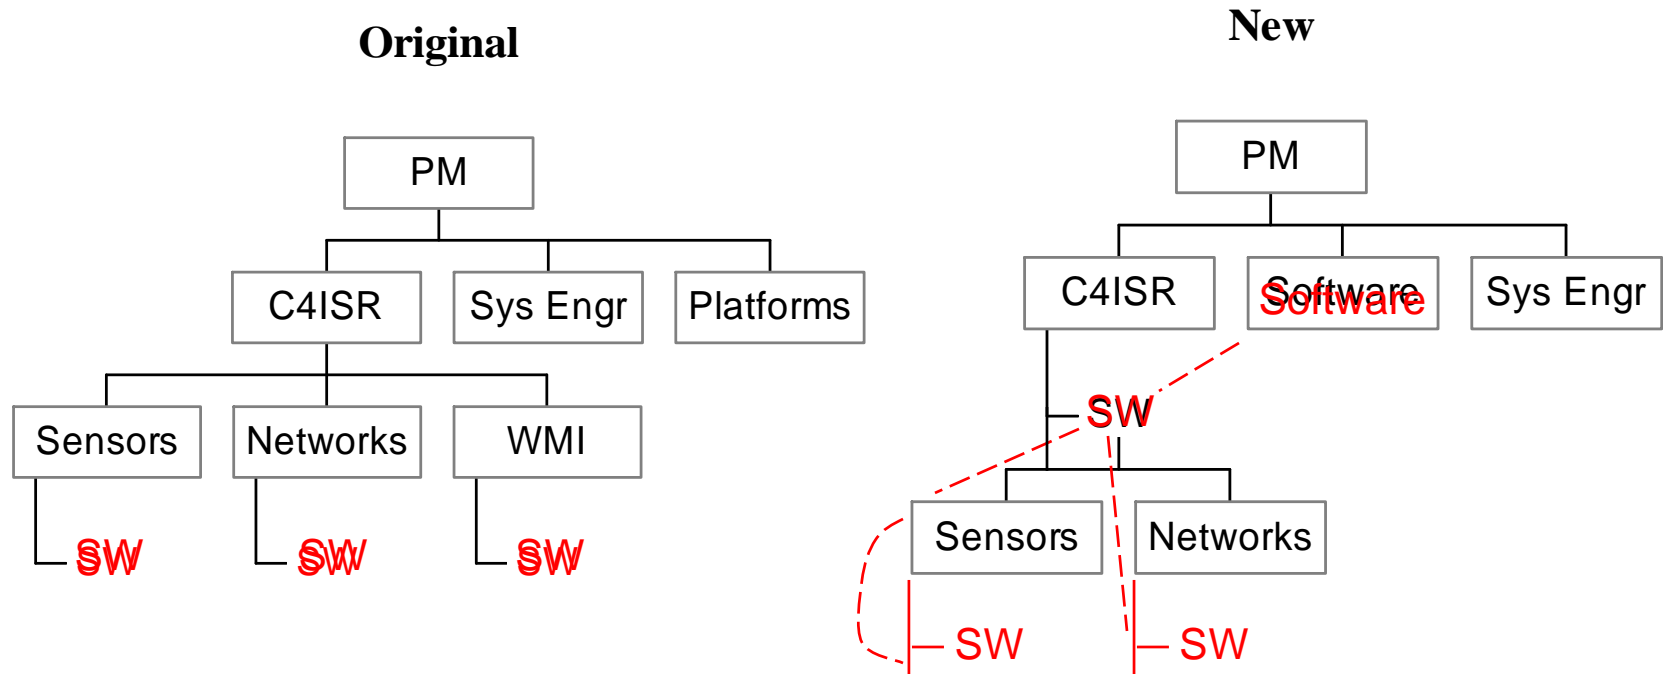 Original
PM
C4ISR
Sys Engr
Platforms
Sensors
Networks
WMI
SW
SW
SW
New
PM
C4ISR
Software
Sys Engr
SW
Sensors
Networks
SW
SW